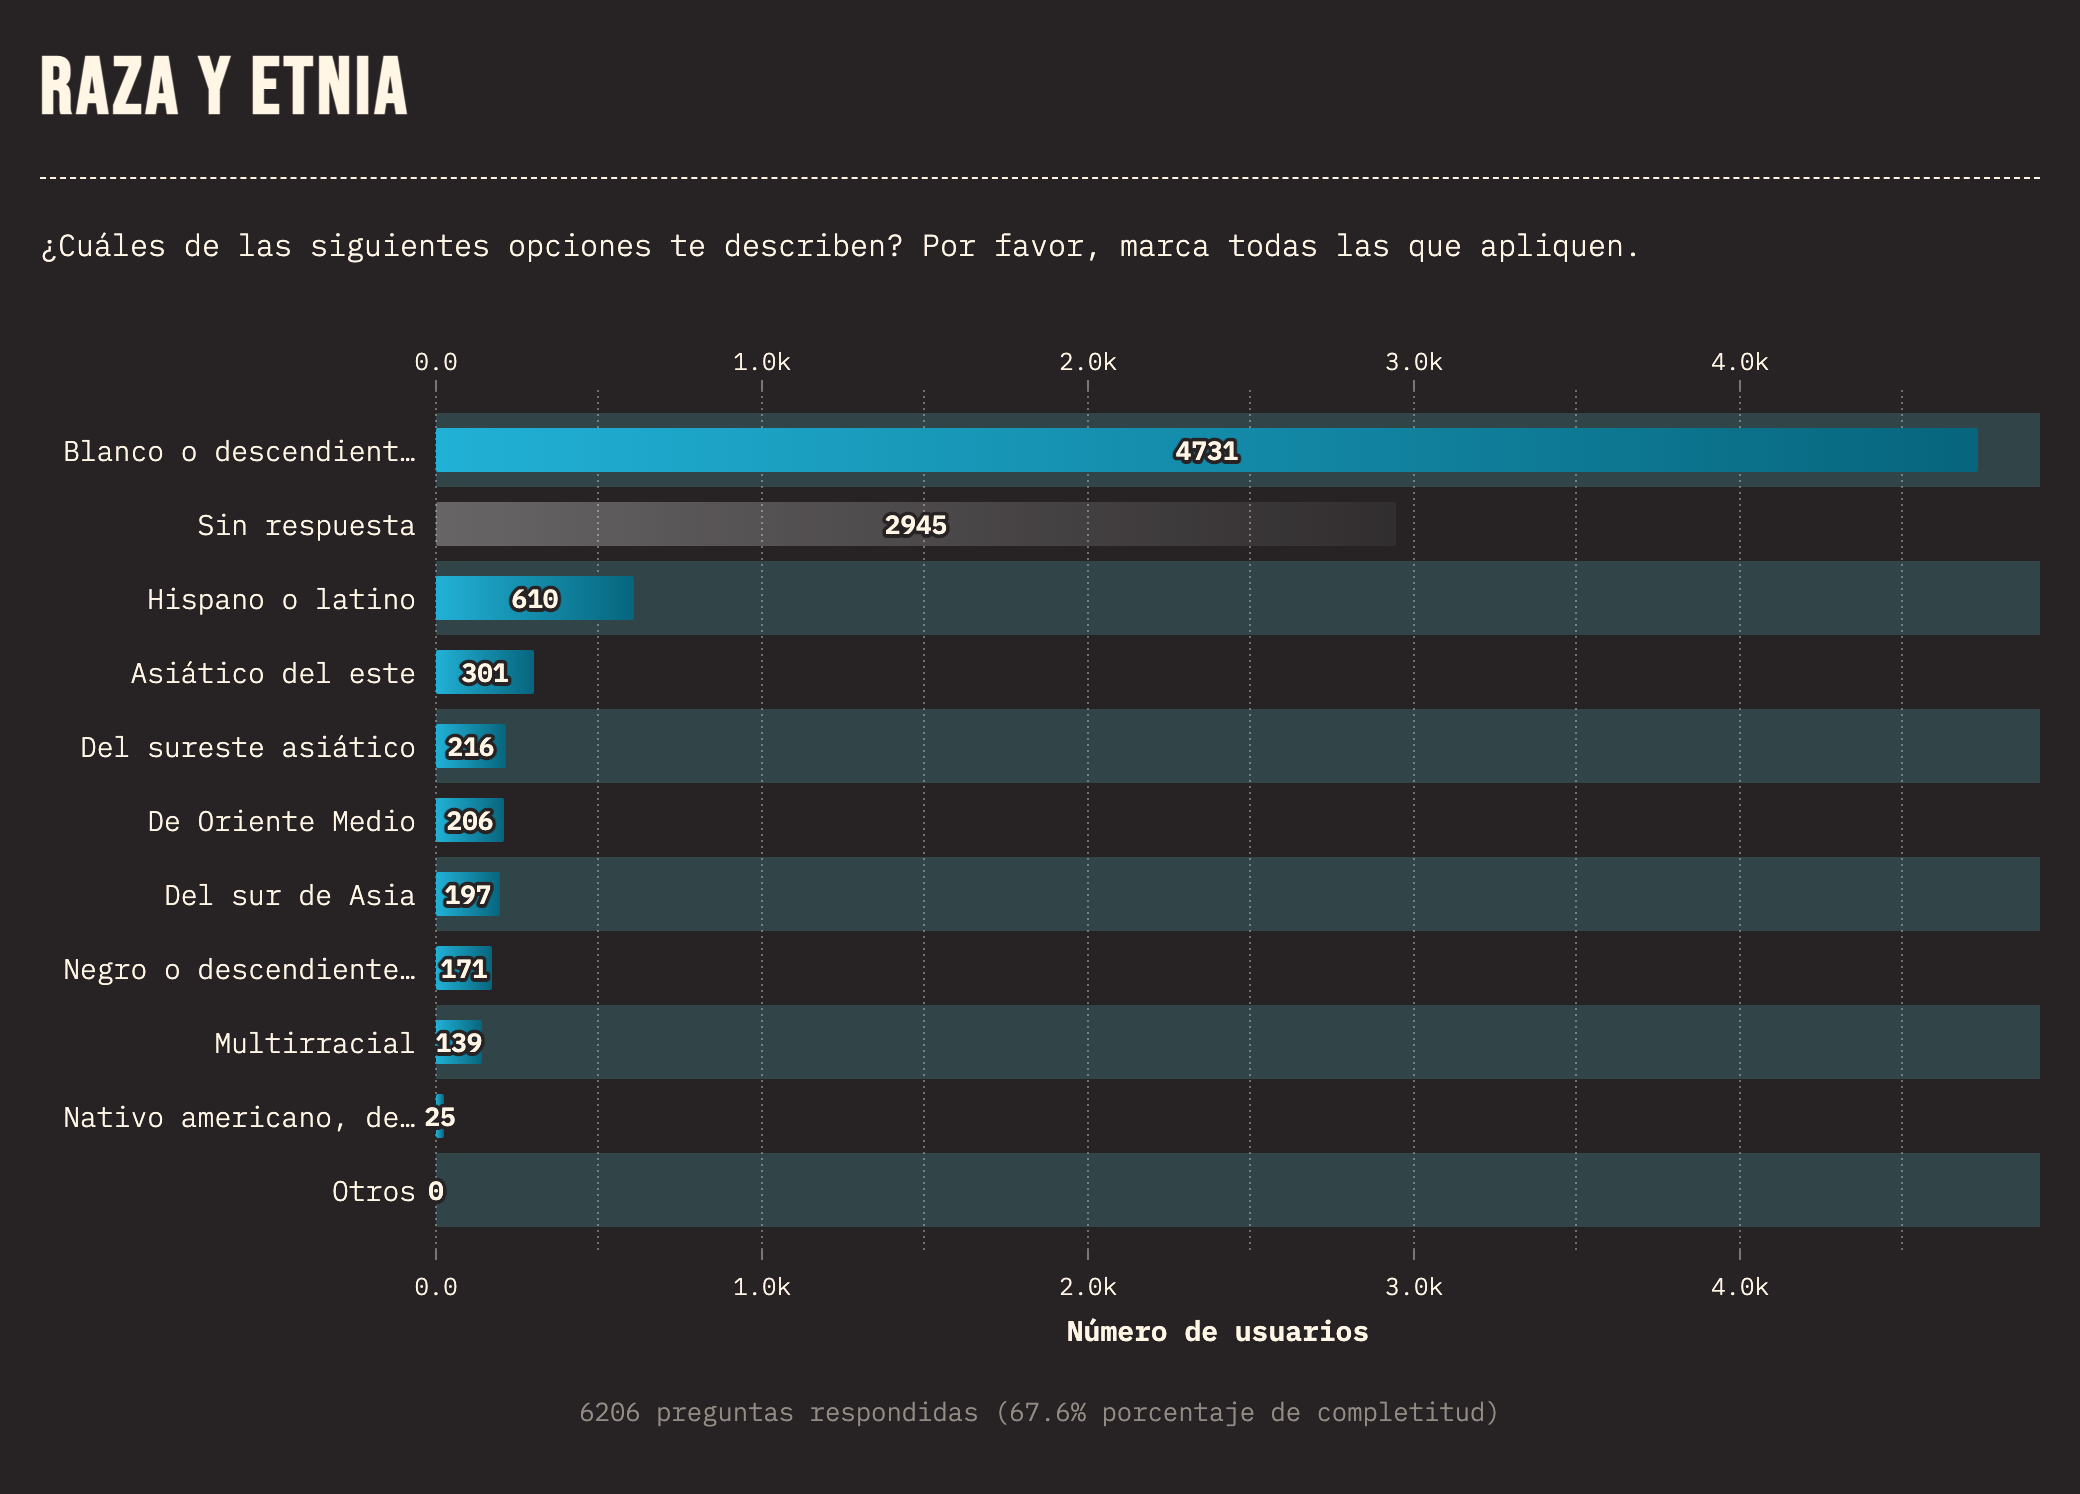 RAZA Y ETNIA
¿Cuáles de las siguientes opciones te describen? Por favor, marca todas las que apliquen.
0.0 1.0k 2.0k 3.0k 4.0k
Blanco o descendient… 4731
Sin respuesta 2945
Hispano o latino 610
Asiático del este 301
Del sureste asiático 216
De Oriente Medio 206
Del sur de Asia 197
Negro o descendiente… 171
Multirracial 139
Nativo americano, de… 25
Otros 0
0.0 1.0k 2.0k 3.0k 4.0k
Número de usuarios
6206 preguntas respondidas (67.6% porcentaje de completitud)